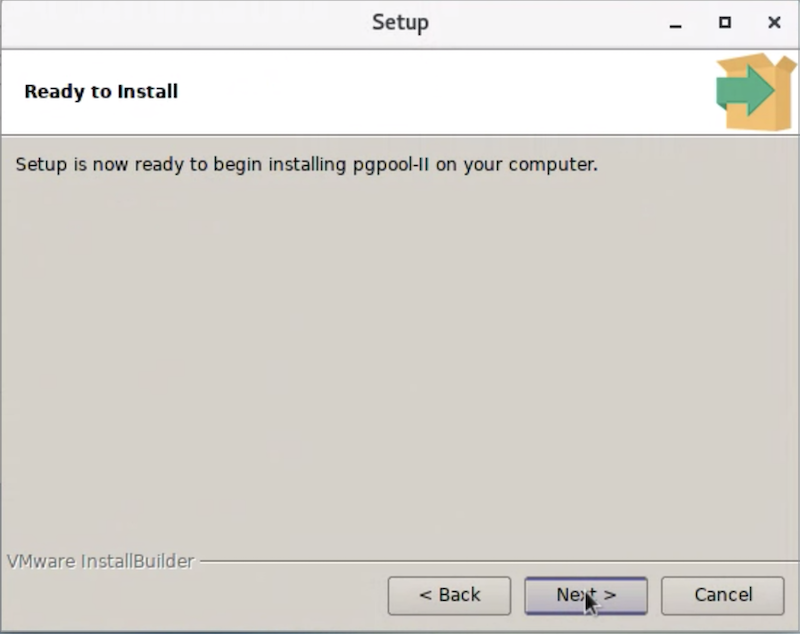 Setup
Ready to Install
Setup is now ready to begin installing pgpool-II on your computer.
VMware InstallBuilder
< Back
Next >
Cancel